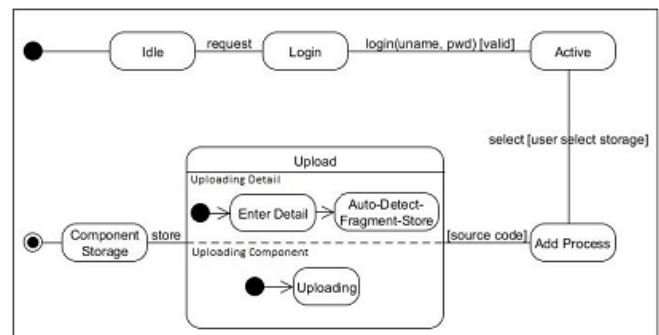 Idle
request
Login
login(uname, pwd) [valid]
Active
select [user select storage]
Upload
Uploading Detail
Enter Detail
Auto-Detect-
Fragment-Store
Component
Storage
store
[source code]
Add Process
Uploading Component
Uploading